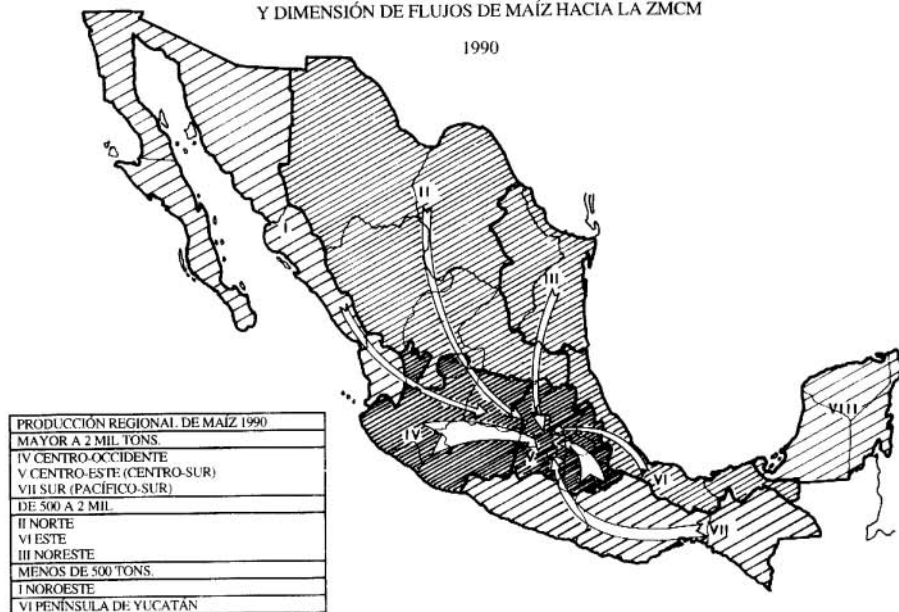 Y DIMENSIÓN DE FLUJOS DE MAÍZ HACIA LA ZMCM
1990
II
I
III
VIII
IV
V
VI
VII
PRODUCCIÓN REGIONAL DE MAÍZ 1990
MAYOR A 2 MIL TONS.
IV CENTRO-OCCIDENTE
V CENTRO-ESTE (CENTRO-SUR)
VII SUR (PACÍFICO-SUR)
DE 500 A 2 MIL
II NORTE
VI ESTE
III NORESTE
MENOS DE 500 TONS.
I NOROESTE
VI PENÍNSULA DE YUCATÁN